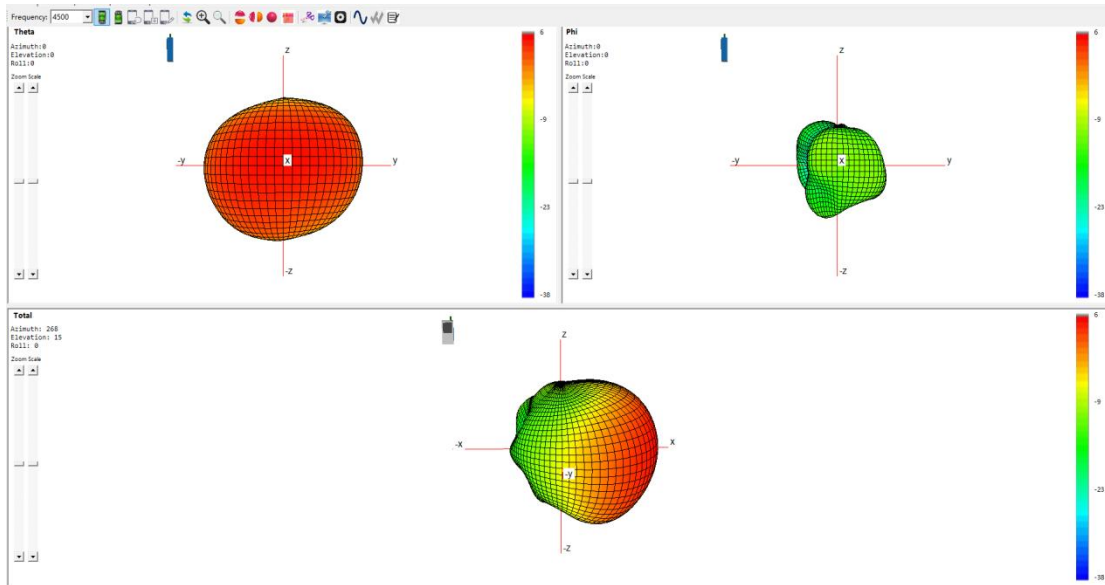 Frequency: 4500
Theta
Azimuth:0
Elevation:0
Roll:0
Zoom Scale
z
-y
x
y
-z
6
-9
-23
-38
Phi
Azimuth:0
Elevation:0
Roll:0
Zoom Scale
z
-y
x
y
-z
6
-9
-23
-38
Total
Azimuth: 268
Elevation: 15
Roll: 0
Zoom Scale
z
-x
x
-y
-z
6
-9
-23
-38